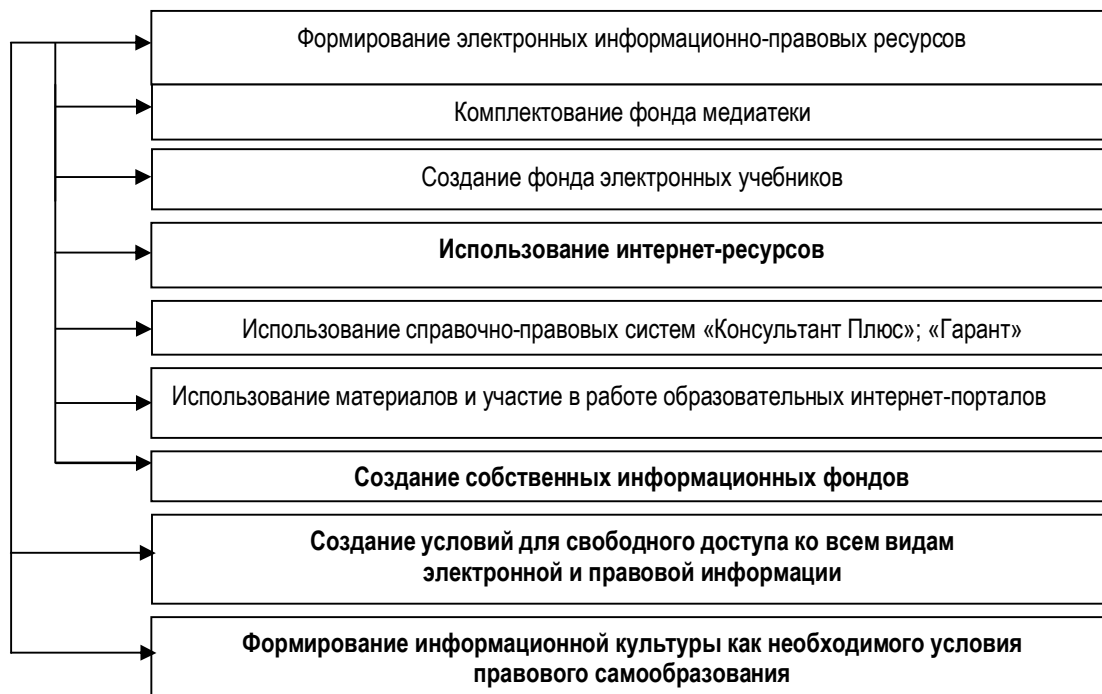 Формирование электронных информационно-правовых ресурсов
Комплектование фонда медиатеки
Создание фонда электронных учебников
Использование интернет-ресурсов
Использование справочно-правовых систем «Консультант Плюс»; «Гарант»
Использование материалов и участие в работе образовательных интернет-порталов
Создание собственных информационных фондов
Создание условий для свободного доступа ко всем видам
электронной и правовой информации
Формирование информационной культуры как необходимого условия
правового самообразования